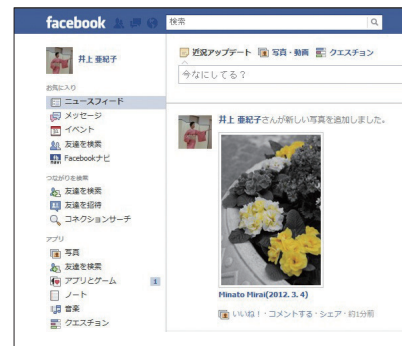 facebook
検索
井上 亜紀子
近況アップデート 写真・動画 クエスチョン
今なにしてる?
お気に入り
ニュースフィード
メッセージ
イベント
友達を検索
Facebookナビ
つながりを検索
友達を検索
友達を招待
コネクションサーチ
アプリ
写真
友達を検索
アプリとゲーム 1
ノート
音楽
クエスチョン
井上 亜紀子さんが新しい写真を追加しました。
Minato Mirai(2012. 3. 4)
いいね!・コメントする・シェア・約1分前